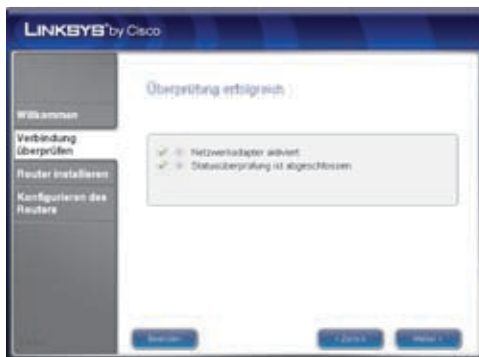 LINKSYS® by Cisco
Überprüfung erfolgreich
Willkommen
Verbindung
überprüfen
Router installieren
Konfigurieren des
Routers
Netzwerkadapter aktiviert
Statusüberprüfung ist abgeschlossen
Beenden
< Zurück
Weiter >